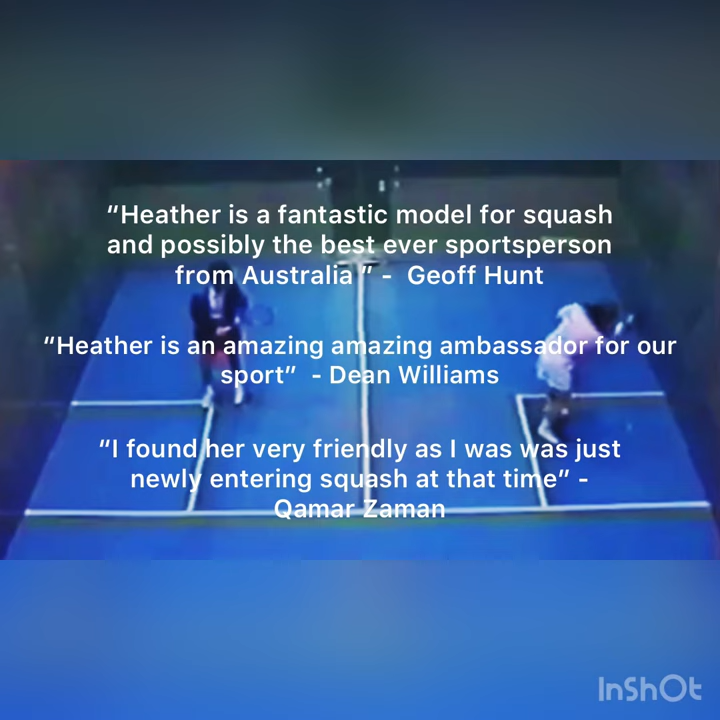 “Heather is a fantastic model for squash
and possibly the best ever sportsperson
from Australia ” -  Geoff Hunt
“Heather is an amazing amazing ambassador for our
sport”  - Dean Williams
“I found her very friendly as I was was just
newly entering squash at that time” -
Qamar Zaman
InShOt